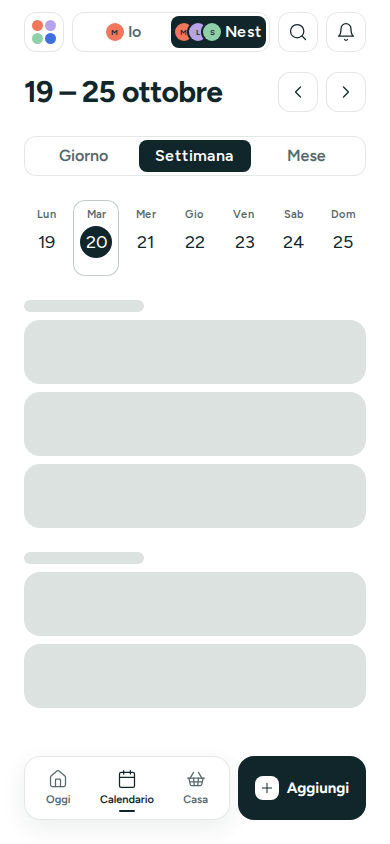 M Io M L S Nest
19 – 25 ottobre
Giorno Settimana Mese
Lun Mar Mer Gio Ven Sab Dom
19 20 21 22 23 24 25
Oggi Calendario Casa Aggiungi